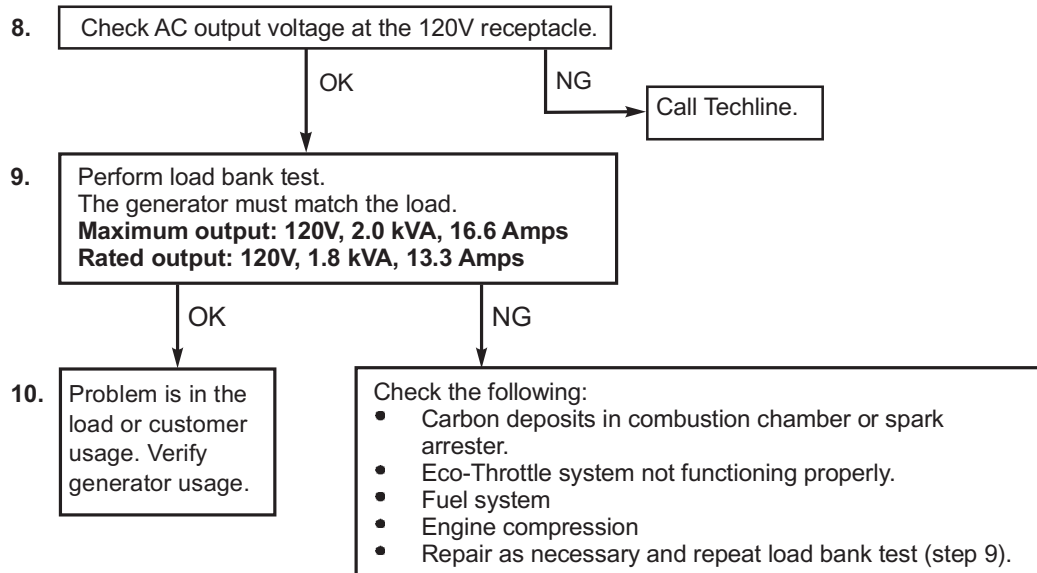 8. Check AC output voltage at the 120V receptacle.
OK
NG
Call Techline.
9. Perform load bank test.
The generator must match the load.
Maximum output: 120V, 2.0 kVA, 16.6 Amps
Rated output: 120V, 1.8 kVA, 13.3 Amps
OK
NG
10. Problem is in the
load or customer
usage. Verify
generator usage.
Check the following:
• Carbon deposits in combustion chamber or spark
arrester.
• Eco-Throttle system not functioning properly.
• Fuel system
• Engine compression
• Repair as necessary and repeat load bank test (step 9).